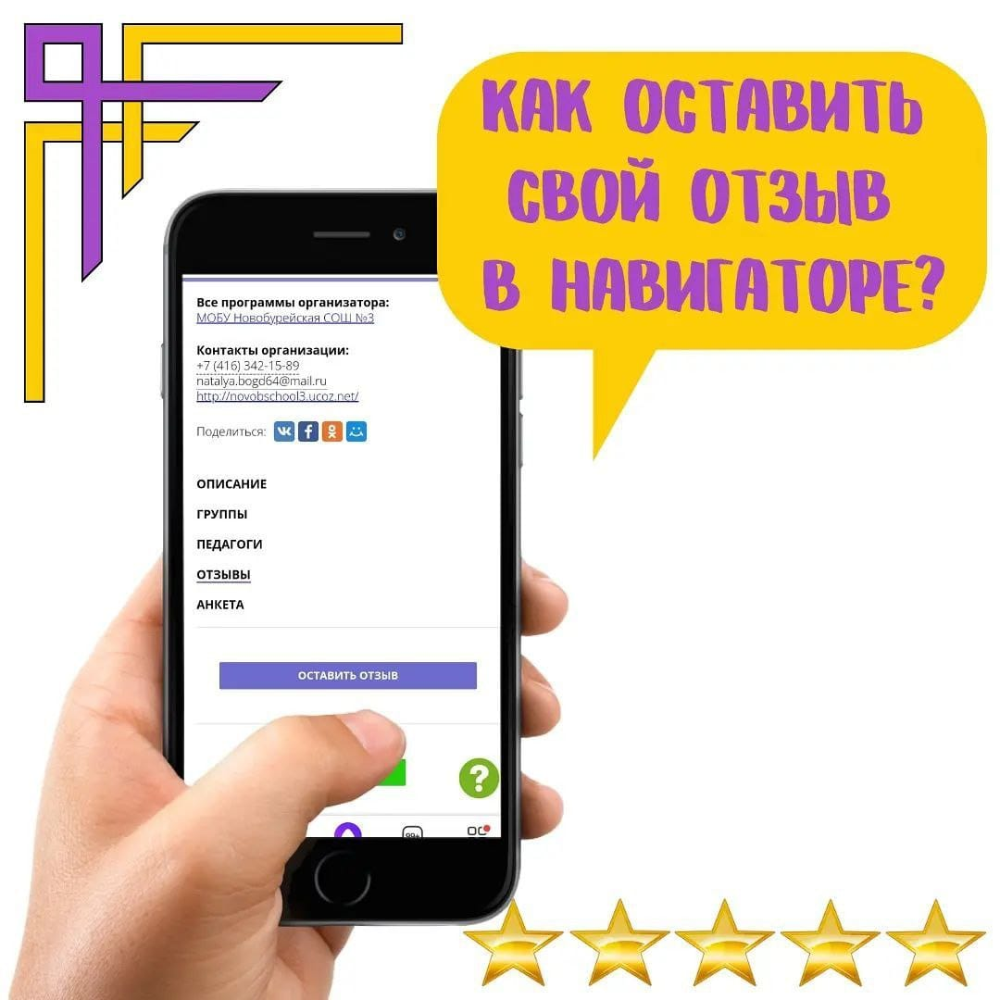 КАК ОСТАВИТЬ
СВОЙ ОТЗЫВ
В НАВИГАТОРЕ?
Все программы организатора:
МОБУ Новобурейская СОШ №3
Контакты организации:
+7 (416) 342-15-89
natalya.bogd64@mail.ru
http://novobschool3.ucoz.net/
Поделиться:
ОПИСАНИЕ
ГРУППЫ
ПЕДАГОГИ
ОТЗЫВЫ
АНКЕТА
ОСТАВИТЬ ОТЗЫВ
?
99+